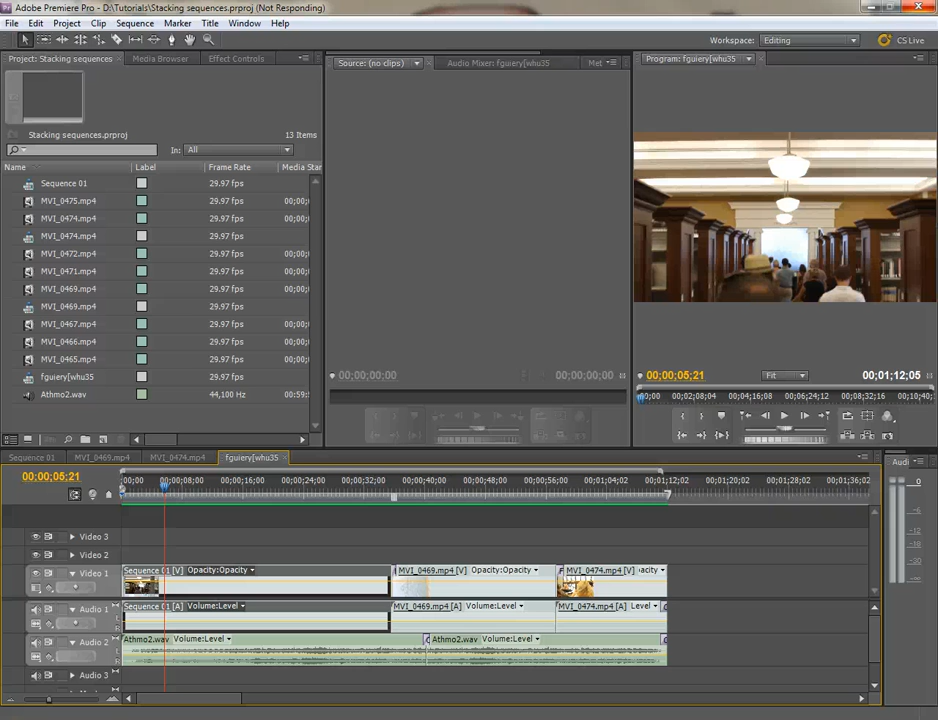 Adobe Premiere Pro - D:\Tutorials\Stacking sequences.prproj (Not Responding)
File Edit Project Clip Sequence Marker Title Window Help
Workspace: Editing CS Live
Project: Stacking sequences × Media Browser Effect Controls
Source: (no clips) Audio Mixer: fguiery[whu35 Met
Program: fguiery[whu35
Stacking sequences.prproj
13 Items
In: All
Name Label Frame Rate Media Star
Sequence 01 29.97 fps
MVI_0475.mp4 29.97 fps 00;00;
MVI_0474.mp4 29.97 fps 00;00;
MVI_0474.mp4 29.97 fps
MVI_0472.mp4 29.97 fps 00;00;
MVI_0471.mp4 29.97 fps 00;00;
MVI_0469.mp4 29.97 fps 00;00;
MVI_0469.mp4 29.97 fps
MVI_0467.mp4 29.97 fps 00;00;
MVI_0466.mp4 29.97 fps 00;00;
MVI_0465.mp4 29.97 fps 00;00;
fguiery[whu35 29.97 fps
Athmo2.wav 44,100 Hz 00:59:
00;00;00;00 00;00;00;00
00;00;05;21 Fit 00;01;12;05
;00 00;02;08;04 00;04;16;08 00;06;24;12 00;08;32;16 00;10;40;
Sequence 01 MVI_0469.mp4 MVI_0474.mp4 fguiery[whu35 ×
00;00;05;21
;00;00 00;00;08;00 00;00;16;00 00;00;24;00 00;00;32;00 00;00;40;00 00;00;48;00 00;00;56;00 00;01;04;02 00;01;12;02 00;01;20;02 00;01;28;02 00;01;36;02
Video 3
Video 2
Video 1
Sequence 01 [V] Opacity:Opacity MVI_0469.mp4 [V] Opacity:Opacity MVI_0474.mp4 [V] acity
Audio 1
Sequence 01 [A] Volume:Level MVI_0469.mp4 [A] Volume:Level MVI_0474.mp4 [A] Level
Audio 2
Athmo2.wav Volume:Level Athmo2.wav Volume:Level
Audio 3
Audi
0
-6
-12
-18
-30